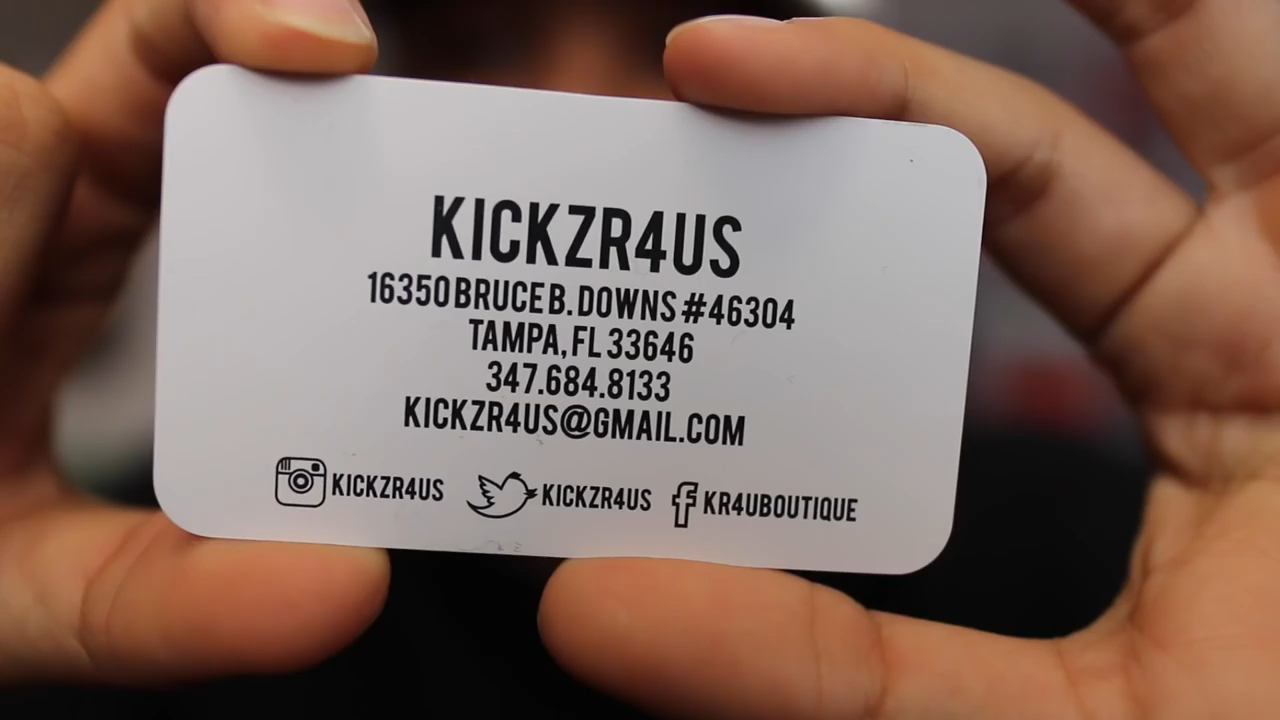 KICKZR4US
16350 BRUCE B. DOWNS #46304
TAMPA, FL 33646
347.684.8133
KICKZR4US@GMAIL.COM
KICKZR4US KICKZR4US KR4UBOUTIQUE